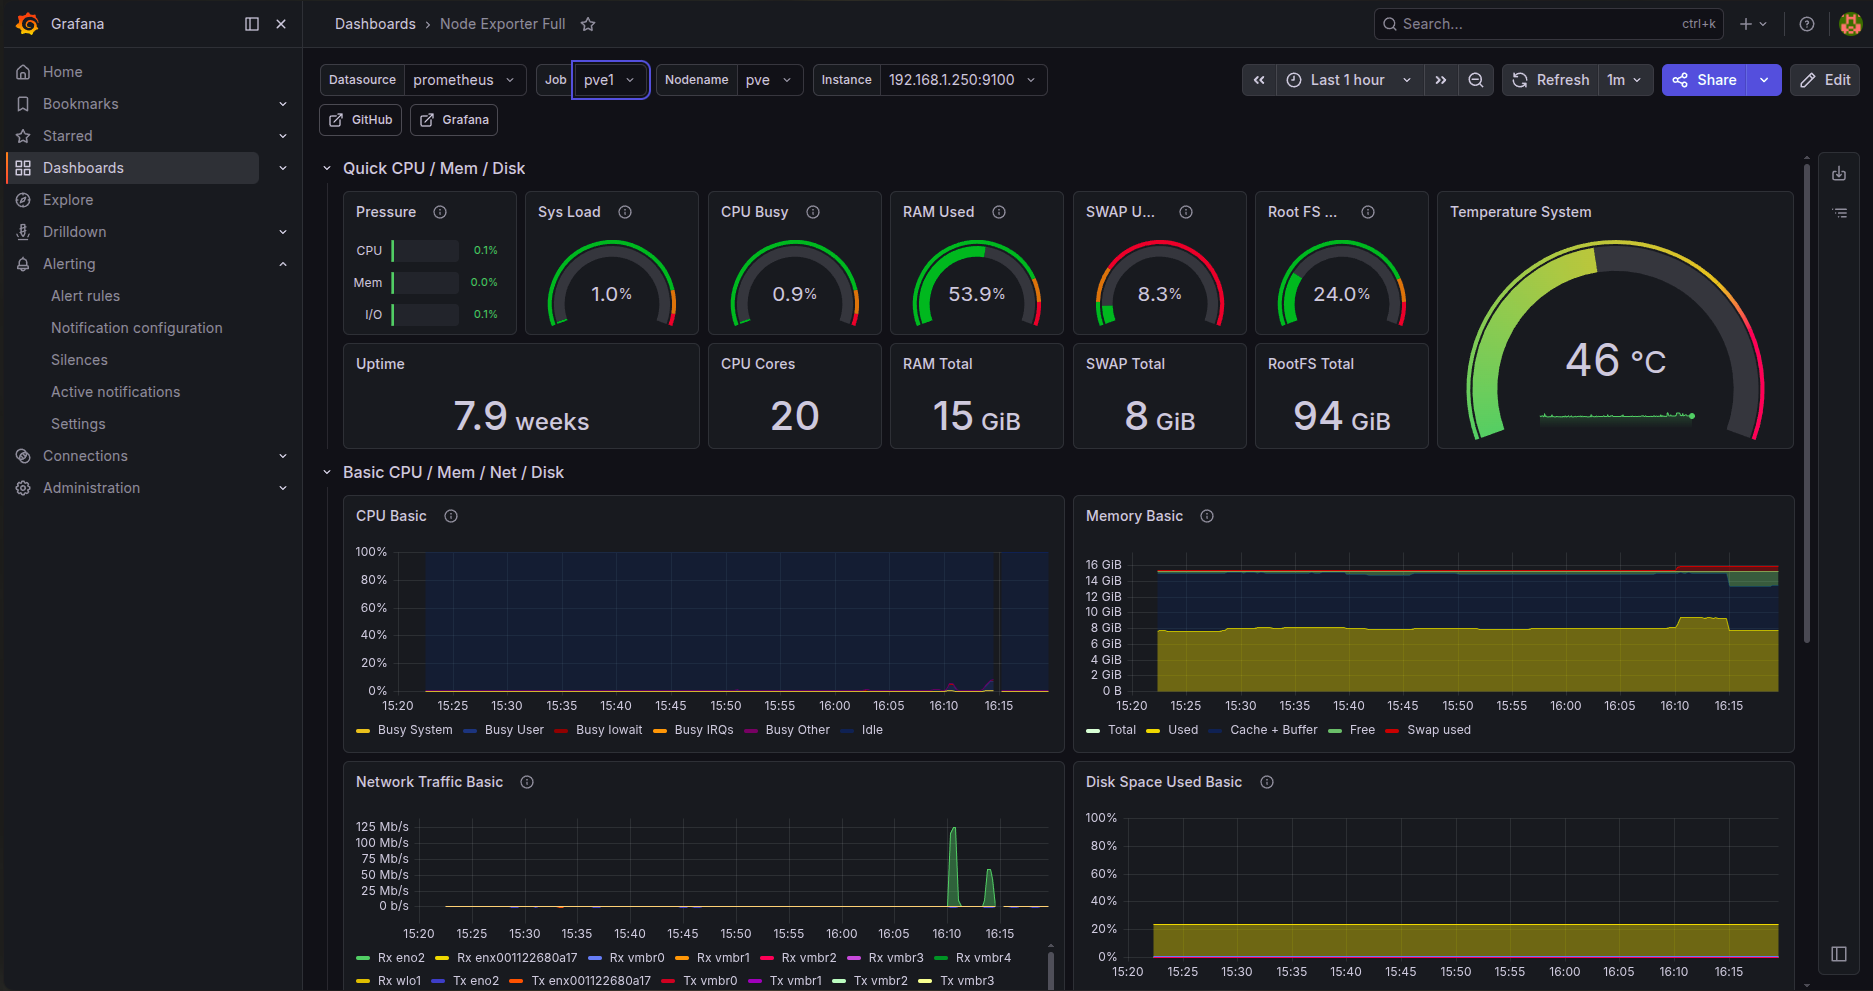 Grafana
Dashboards › Node Exporter Full
Search...
ctrl+k
Home
Bookmarks
Starred
Dashboards
Explore
Drilldown
Alerting
Alert rules
Notification configuration
Silences
Active notifications
Settings
Connections
Administration
Datasource prometheus
Job pve1
Nodename pve
Instance 192.168.1.250:9100
Last 1 hour
Refresh 1m
Share
Edit
GitHub
Grafana
Quick CPU / Mem / Disk
Pressure
CPU 0.1%
Mem 0.0%
I/O 0.1%
Sys Load
1.0%
CPU Busy
0.9%
RAM Used
53.9%
SWAP U...
8.3%
Root FS ...
24.0%
Temperature System
46 °C
Uptime
7.9 weeks
CPU Cores
20
RAM Total
15 GiB
SWAP Total
8 GiB
RootFS Total
94 GiB
Basic CPU / Mem / Net / Disk
CPU Basic
100%
80%
60%
40%
20%
0%
15:20 15:25 15:30 15:35 15:40 15:45 15:50 15:55 16:00 16:05 16:10 16:15
Busy System Busy User Busy Iowait Busy IRQs Busy Other Idle
Memory Basic
16 GiB
14 GiB
12 GiB
10 GiB
8 GiB
6 GiB
4 GiB
2 GiB
0 B
15:20 15:25 15:30 15:35 15:40 15:45 15:50 15:55 16:00 16:05 16:10 16:15
Total Used Cache + Buffer Free Swap used
Network Traffic Basic
125 Mb/s
100 Mb/s
75 Mb/s
50 Mb/s
25 Mb/s
0 b/s
15:20 15:25 15:30 15:35 15:40 15:45 15:50 15:55 16:00 16:05 16:10 16:15
Rx eno2 Rx enx001122680a17 Rx vmbr0 Rx vmbr1 Rx vmbr2 Rx vmbr3 Rx vmbr4
Rx wlo1 Tx eno2 Tx enx001122680a17 Tx vmbr0 Tx vmbr1 Tx vmbr2 Tx vmbr3
Disk Space Used Basic
100%
80%
60%
40%
20%
0%
15:20 15:25 15:30 15:35 15:40 15:45 15:50 15:55 16:00 16:05 16:10 16:15